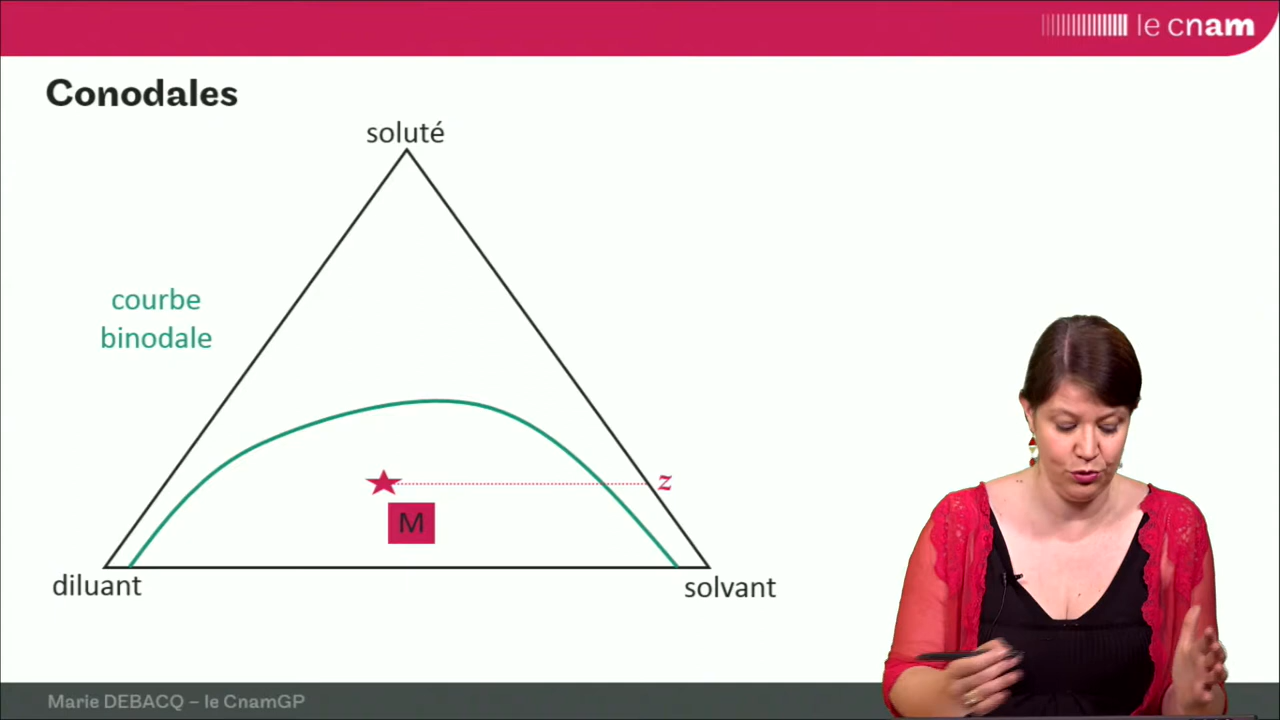 le cnam
Conodales
soluté
courbe
binodale
z
M
diluant
solvant
Marie DEBACQ – le CnamGP